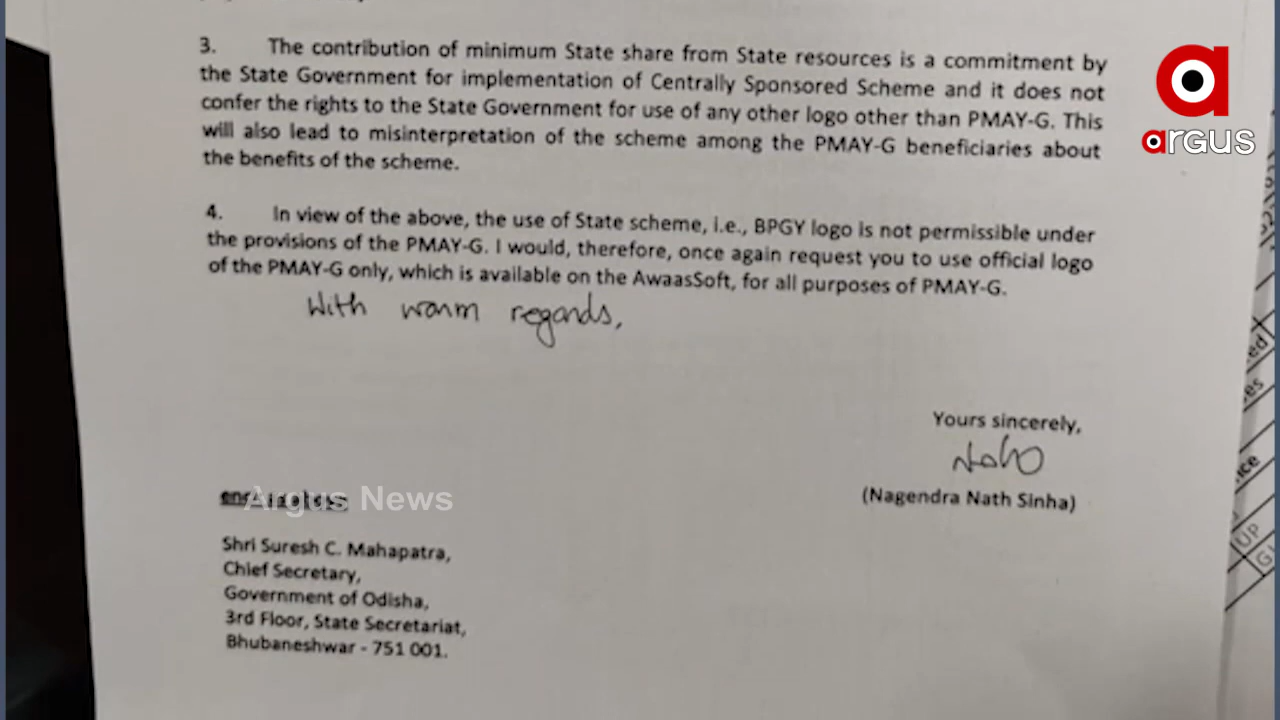 3. The contribution of minimum State share from State resources is a commitment by
the State Government for implementation of Centrally Sponsored Scheme and it does not
confer the rights to the State Government for use of any other logo other than PMAY-G. This
will also lead to misinterpretation of the scheme among the PMAY-G beneficiaries about
the benefits of the scheme.
4. In view of the above, the use of State scheme, i.e., BPGY logo is not permissible under
the provisions of the PMAY-G. I would, therefore, once again request you to use official logo
of the PMAY-G only, which is available on the AwaasSoft, for all purposes of PMAY-G.
With warm regards,
Yours sincerely,
(Nagendra Nath Sinha)
Argus News
Shri Suresh C. Mahapatra,
Chief Secretary,
Government of Odisha,
3rd Floor, State Secretariat,
Bhubaneshwar - 751 001.
argus
UP